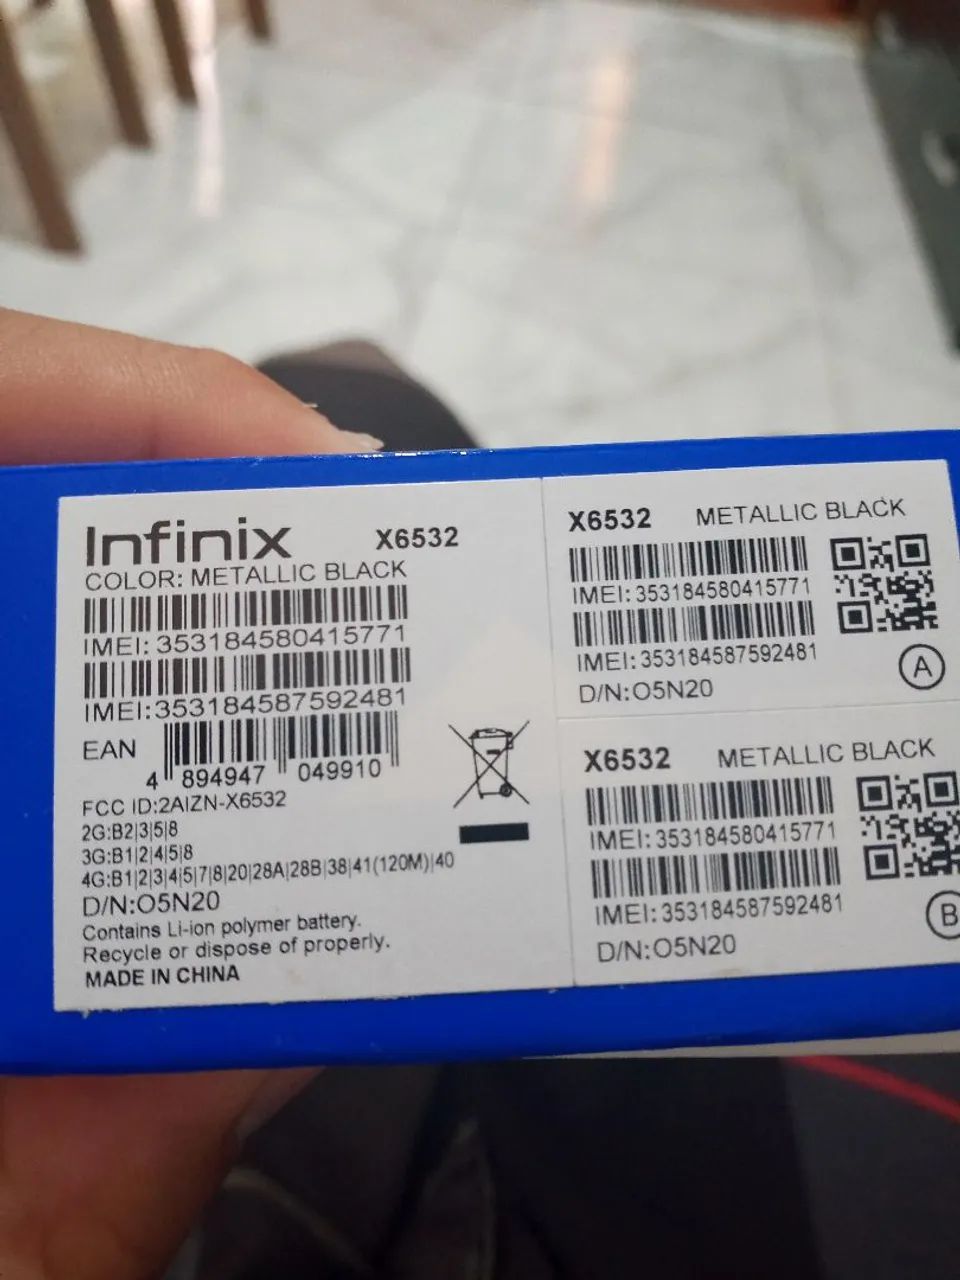 Infinix X6532
COLOR: METALLIC BLACK
IMEI: 353184580415771
IMEI:353184587592481
EAN 4 894947 049910
FCC ID:2AIZN-X6532
2G:B2|3|5|8
3G:B1|2|4|5|8
4G:B1|2|3|4|5|7|8|20|28A|28B|38|41(120M)|40
D/N:O5N20
Contains Li-ion polymer battery.
Recycle or dispose of properly.
MADE IN CHINA
X6532 METALLIC BLACK
IMEI:353184580415771
IMEI:353184587592481
D/N:O5N20
A
X6532 METALLIC BLACK
IMEI:353184580415771
IMEI:353184587592481
D/N:O5N20
B